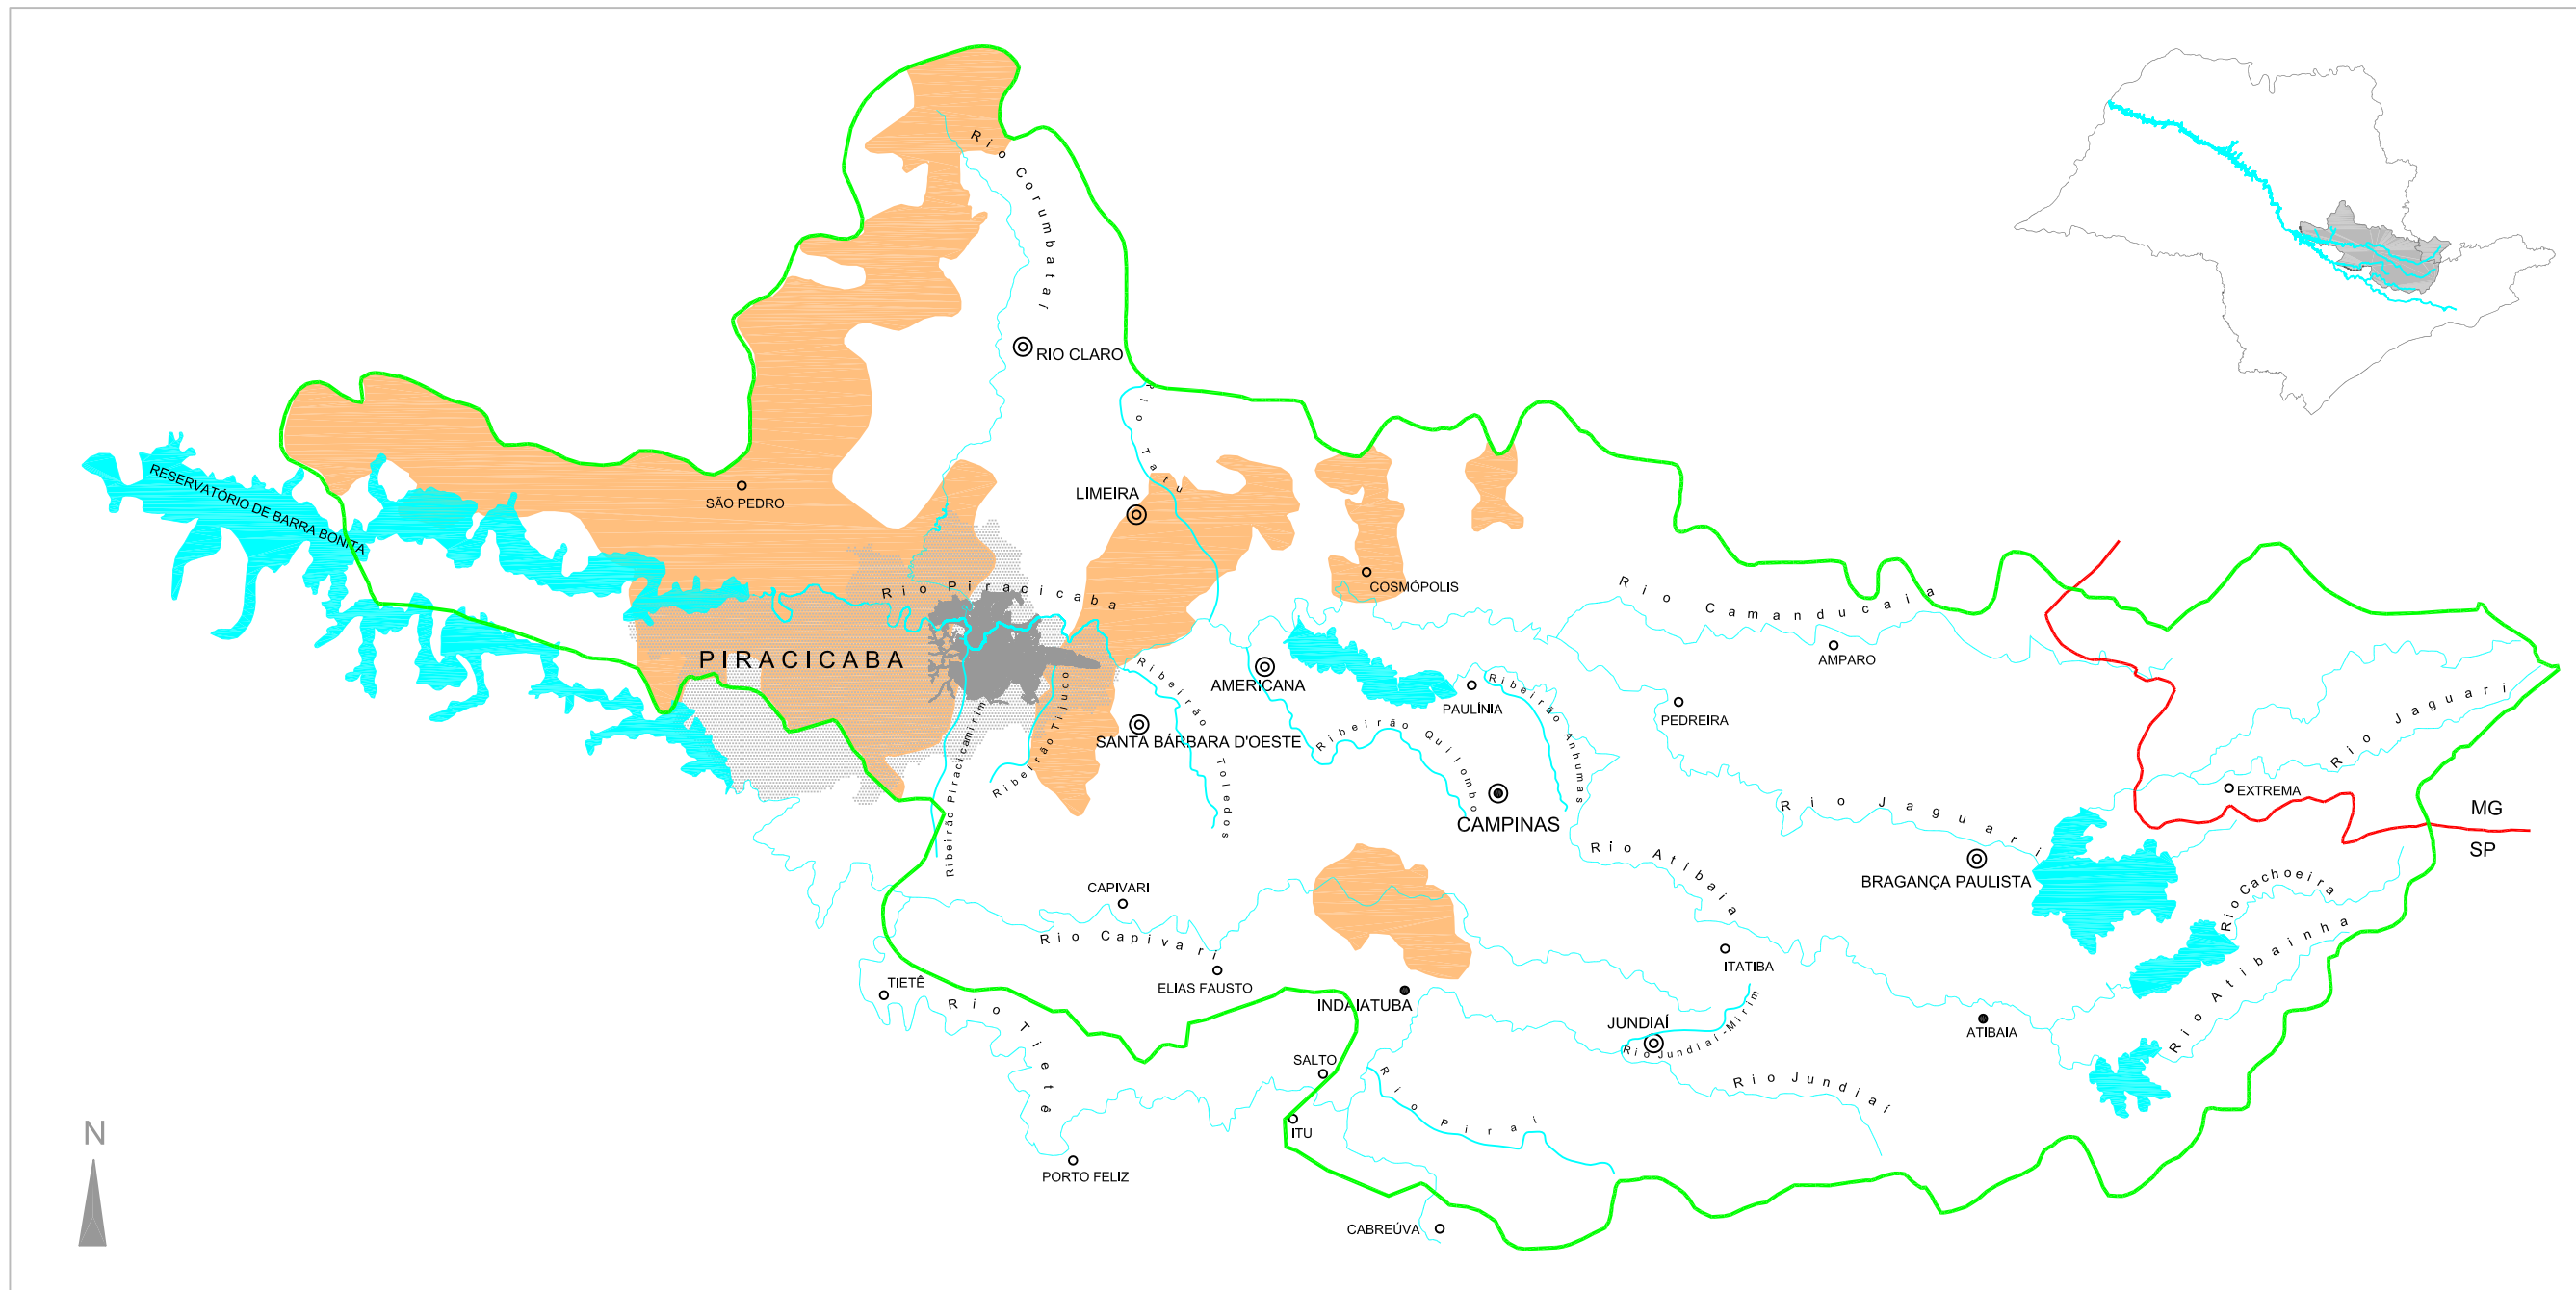 Rio Corumbataí
RIO CLARO
Rio Tatu
LIMEIRA
SÃO PEDRO
RESERVATÓRIO DE BARRA BONITA
Rio Piracicaba
COSMÓPOLIS
Rio Camanducaia
AMPARO
PIRACICABA
AMERICANA
PAULÍNIA
Ribeirão Anhumas
PEDREIRA
Rio Jaguari
SANTA BÁRBARA D'OESTE
Ribeirão Piracicamirim
Ribeirão Tijuco
Ribeirão Toledos
Ribeirão Quilombo
CAMPINAS
Rio Jaguari
EXTREMA
MG
SP
Rio Atibaia
BRAGANÇA PAULISTA
Rio Cachoeira
Rio Atibainha
CAPIVARI
Rio Capivari
ELIAS FAUSTO
TIETÊ
Rio Tietê
INDAIATUBA
ITATIBA
JUNDIAÍ
Rio Jundiaí-Mirim
ATIBAIA
SALTO
Rio Jundiaí
Rio Piraí
ITU
PORTO FELIZ
CABREÚVA
N